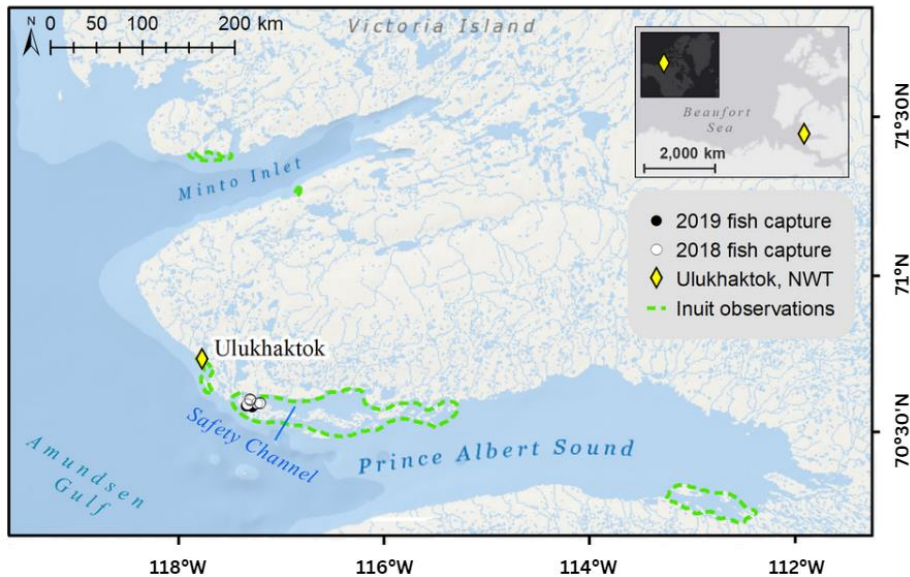 N 0 50 100 200 km
Victoria Island
Beaufort
Sea
2,000 km
71°30N
Minto Inlet
2019 fish capture
2018 fish capture
Ulukhaktok, NWT
Inuit observations
71°N
Ulukhaktok
Safety Channel
Prince Albert Sound
70°30N
Amundsen
Gulf
118°W 116°W 114°W 112°W